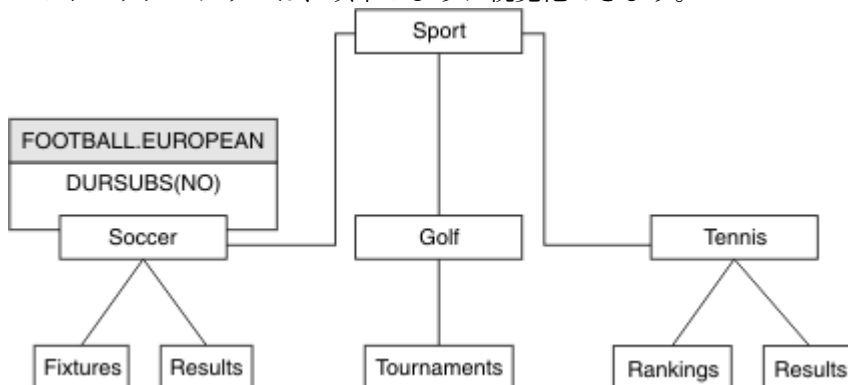 Sport
FOOTBALL.EUROPEAN
DURSUBS(NO)
Soccer
Golf
Tennis
Fixtures
Results
Tournaments
Rankings
Results